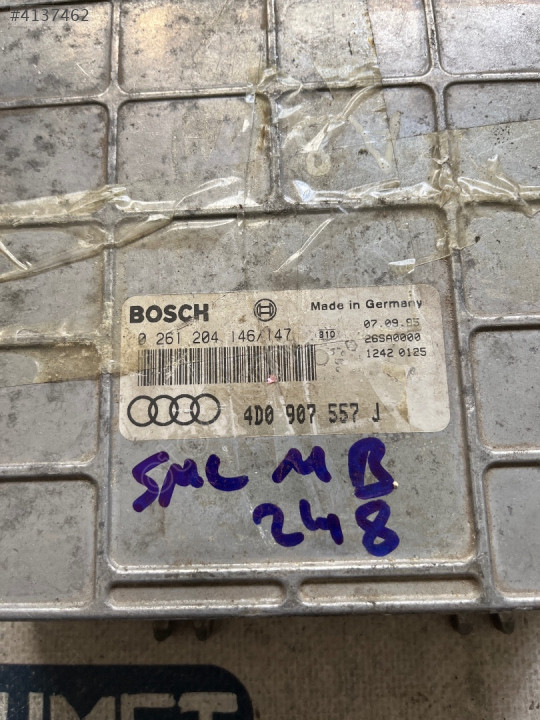 #4137462
BOSCH
Made in Germany
0 261 204 146/147
B10
07.09.95
26SA0000
1242 0125
4D0 907 557 J
SML M B
248